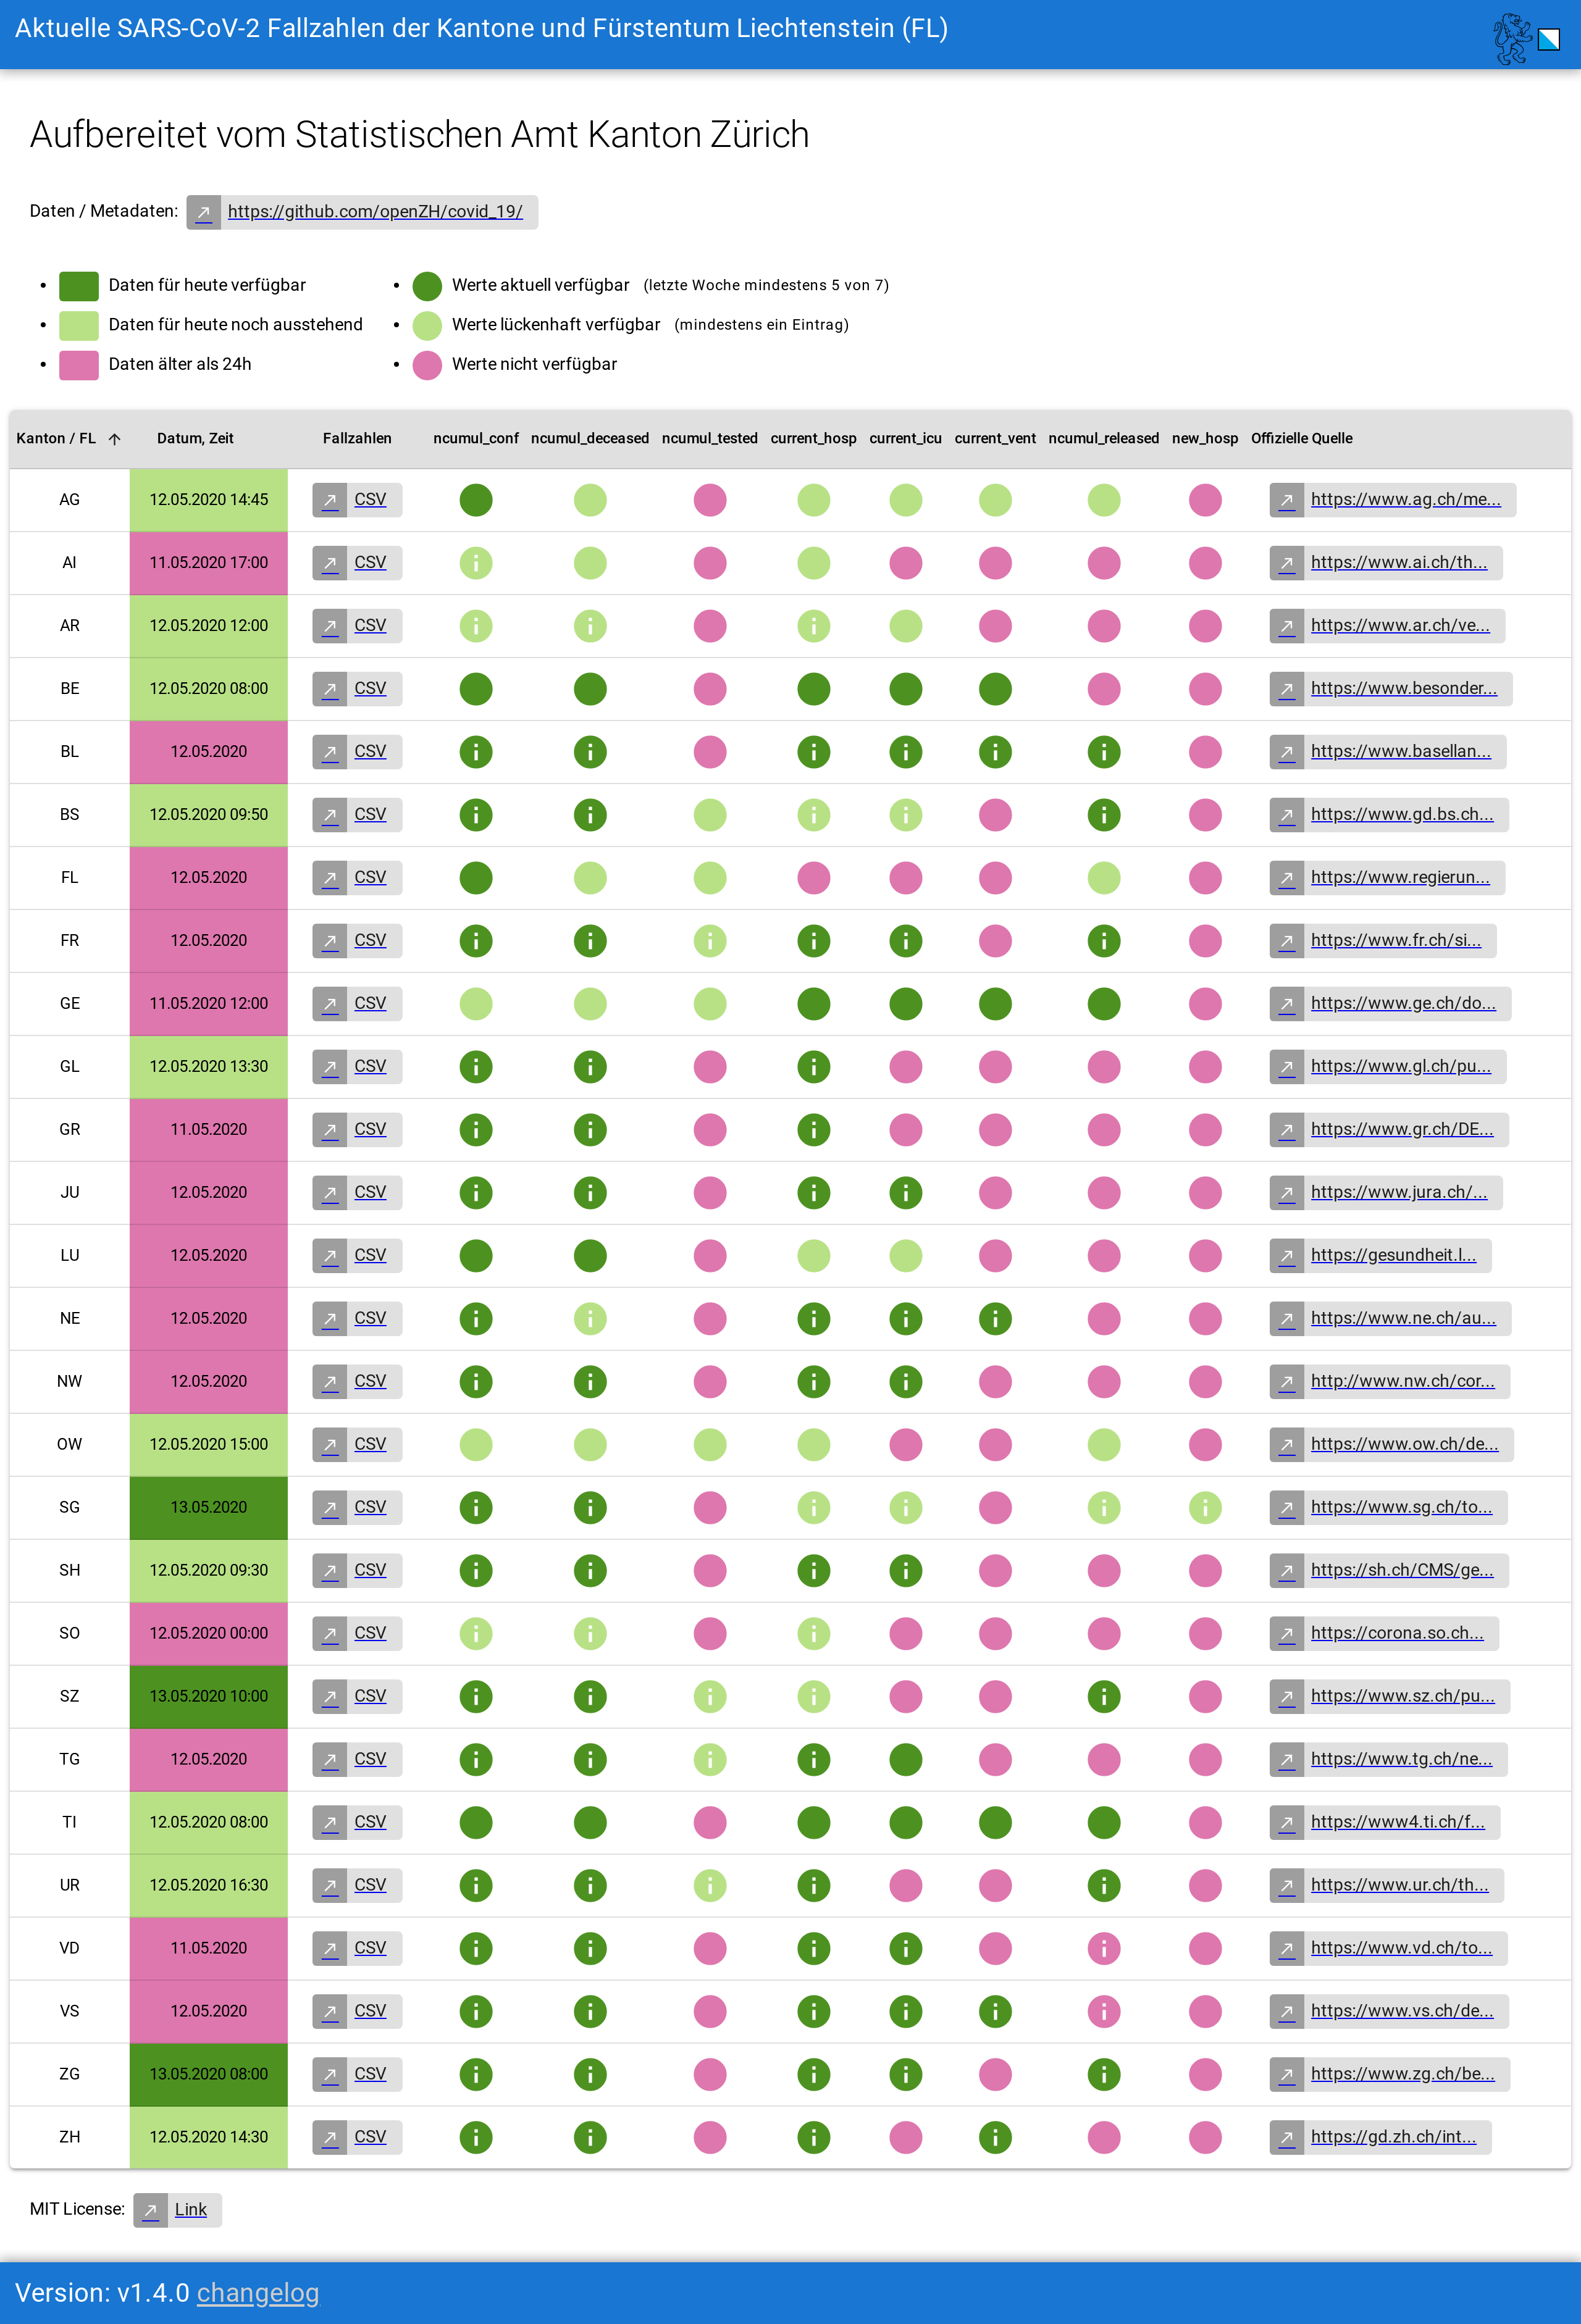 Aktuelle SARS-CoV-2 Fallzahlen der Kantone und Fürstentum Liechtenstein (FL)
Aufbereitet vom Statistischen Amt Kanton Zürich
Daten / Metadaten: https://github.com/openZH/covid_19/
Daten für heute verfügbar
Daten für heute noch ausstehend
Daten älter als 24h
Werte aktuell verfügbar (letzte Woche mindestens 5 von 7)
Werte lückenhaft verfügbar (mindestens ein Eintrag)
Werte nicht verfügbar
Kanton / FL Datum, Zeit Fallzahlen ncumul_conf ncumul_deceased ncumul_tested current_hosp current_icu current_vent ncumul_released new_hosp Offizielle Quelle
AG 12.05.2020 14:45 CSV https://www.ag.ch/me...
AI 11.05.2020 17:00 CSV https://www.ai.ch/th...
AR 12.05.2020 12:00 CSV https://www.ar.ch/ve...
BE 12.05.2020 08:00 CSV https://www.besonder...
BL 12.05.2020 CSV https://www.basellan...
BS 12.05.2020 09:50 CSV https://www.gd.bs.ch...
FL 12.05.2020 CSV https://www.regierun...
FR 12.05.2020 CSV https://www.fr.ch/si...
GE 11.05.2020 12:00 CSV https://www.ge.ch/do...
GL 12.05.2020 13:30 CSV https://www.gl.ch/pu...
GR 11.05.2020 CSV https://www.gr.ch/DE...
JU 12.05.2020 CSV https://www.jura.ch/...
LU 12.05.2020 CSV https://gesundheit.l...
NE 12.05.2020 CSV https://www.ne.ch/au...
NW 12.05.2020 CSV http://www.nw.ch/cor...
OW 12.05.2020 15:00 CSV https://www.ow.ch/de...
SG 13.05.2020 CSV https://www.sg.ch/to...
SH 12.05.2020 09:30 CSV https://sh.ch/CMS/ge...
SO 12.05.2020 00:00 CSV https://corona.so.ch...
SZ 13.05.2020 10:00 CSV https://www.sz.ch/pu...
TG 12.05.2020 CSV https://www.tg.ch/ne...
TI 12.05.2020 08:00 CSV https://www4.ti.ch/f...
UR 12.05.2020 16:30 CSV https://www.ur.ch/th...
VD 11.05.2020 CSV https://www.vd.ch/to...
VS 12.05.2020 CSV https://www.vs.ch/de...
ZG 13.05.2020 08:00 CSV https://www.zg.ch/be...
ZH 12.05.2020 14:30 CSV https://gd.zh.ch/int...
MIT License: Link
Version: v1.4.0 changelog